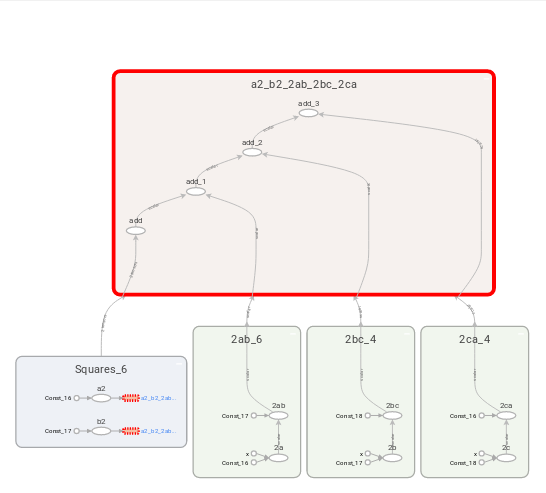 a2_b2_2ab_2bc_2ca
add_3
add_2
add_1
add
Squares_6
a2
Const_16
a2_b2_2ab...
b2
Const_17
a2_b2_2ab...
2ab_6
2ab
Const_17
2a
x
Const_16
2bc_4
2bc
Const_18
2b
x
Const_17
2ca_4
2ca
Const_16
2c
x
Const_18